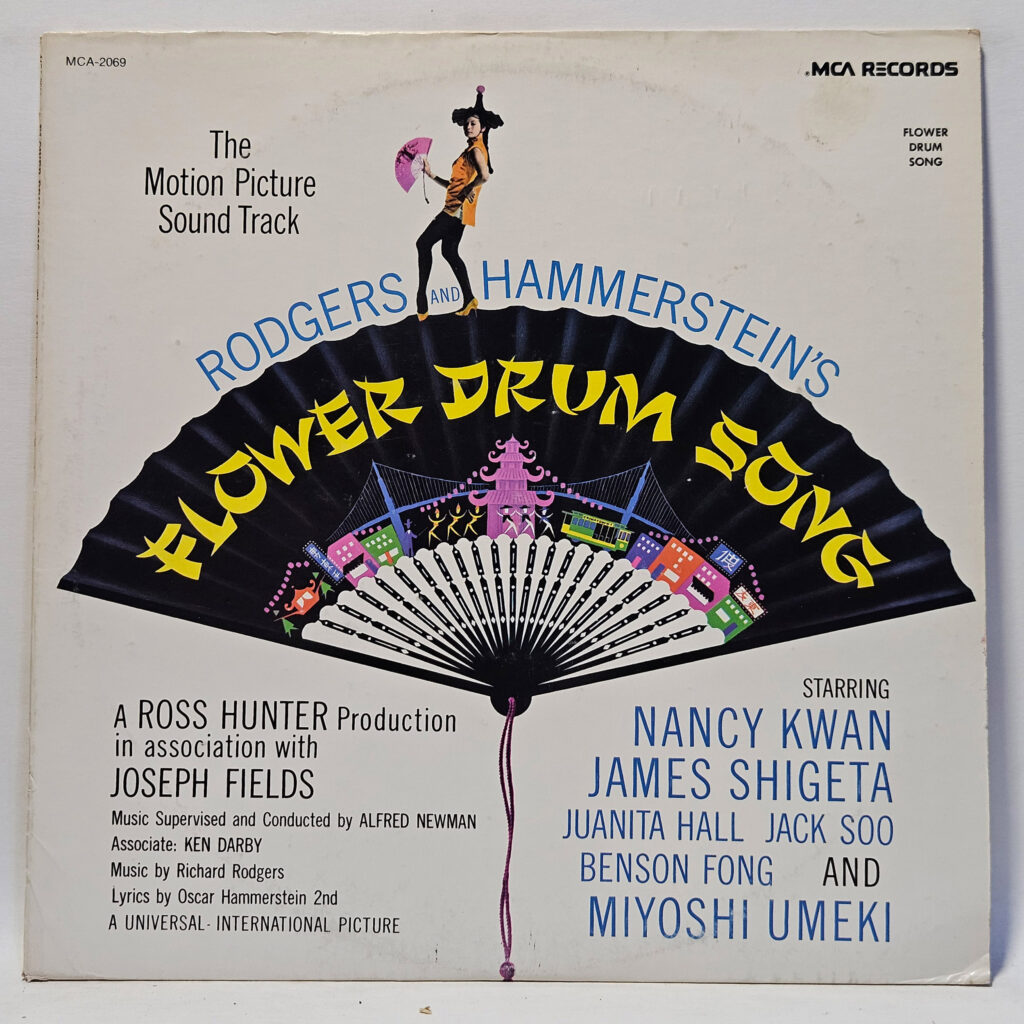 MCA-2069
MCA RECORDS
FLOWER
DRUM
SONG
The
Motion Picture
Sound Track
RODGERS AND HAMMERSTEIN'S
FLOWER DRUM SONG
A ROSS HUNTER Production
in association with
JOSEPH FIELDS
Music Supervised and Conducted by ALFRED NEWMAN
Associate: KEN DARBY
Music by Richard Rodgers
Lyrics by Oscar Hammerstein 2nd
A UNIVERSAL-INTERNATIONAL PICTURE
STARRING
NANCY KWAN
JAMES SHIGETA
JUANITA HALL JACK SOO
BENSON FONG AND
MIYOSHI UMEKI